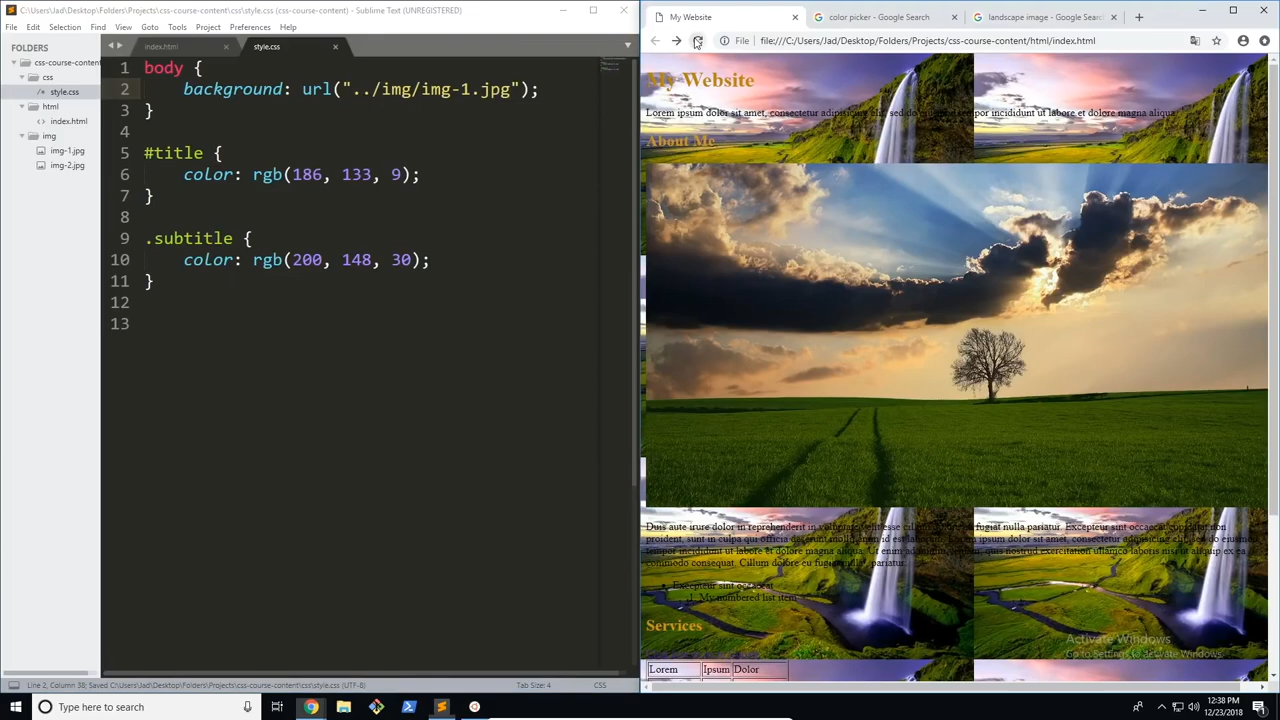 C:\Users\Jad\Desktop\Folders\Projects\css-course-content\css\style.css (css-course-content) - Sublime Text (UNREGISTERED)
File Edit Selection Find View Goto Tools Project Preferences Help
FOLDERS
css-course-content
css
style.css
html
index.html
img
img-1.jpg
img-2.jpg
index.html
style.css
1 body {
2 background: url("../img/img-1.jpg");
3 }
4
5 #title {
6 color: rgb(186, 133, 9);
7 }
8
9 .subtitle {
10 color: rgb(200, 148, 30);
11 }
12
13
Line 2, Column 38; Saved C:\Users\Jad\Desktop\Folders\Projects\css-course-content\css\style.css (UTF-8)
Tab Size: 4
CSS
My Website
color picker - Google Search
landscape image - Google Sear
File
file:///C:/Users/Jad/Desktop/Folders/Projects/css-course-content/html/index.html
My Website
Lorem ipsum dolor sit amet, consectetur adipisicing elit, sed do eiusmod tempor incididunt ut labore et dolore magna aliqua
About Me
Duis aute irure dolor in reprehenderit in voluptate velit esse cillum dolore eu fugiat nulla pariatur. Excepteur sint occaecat cupidatat non
proident, sunt in culpa qui officia deserunt mollit anim id est laborum. Lorem ipsum dolor sit amet, consectetur adipisicing elit, sed do eiusmod
tempor incididunt ut labore et dolore magna aliqua. Ut enim ad minim veniam, quis nostrud exercitation ullamco laboris nisi ut aliquip ex ea
commodo consequat. Cillum dolore eu fugiat nulla pariatur.
Excepteur sint occaecat
1. My numbered list item
Services
Lorem Ipsum Dolor
Activate Windows
Go to Settings to activate Windows.
Type here to search
12:38 PM
12/23/2018
1